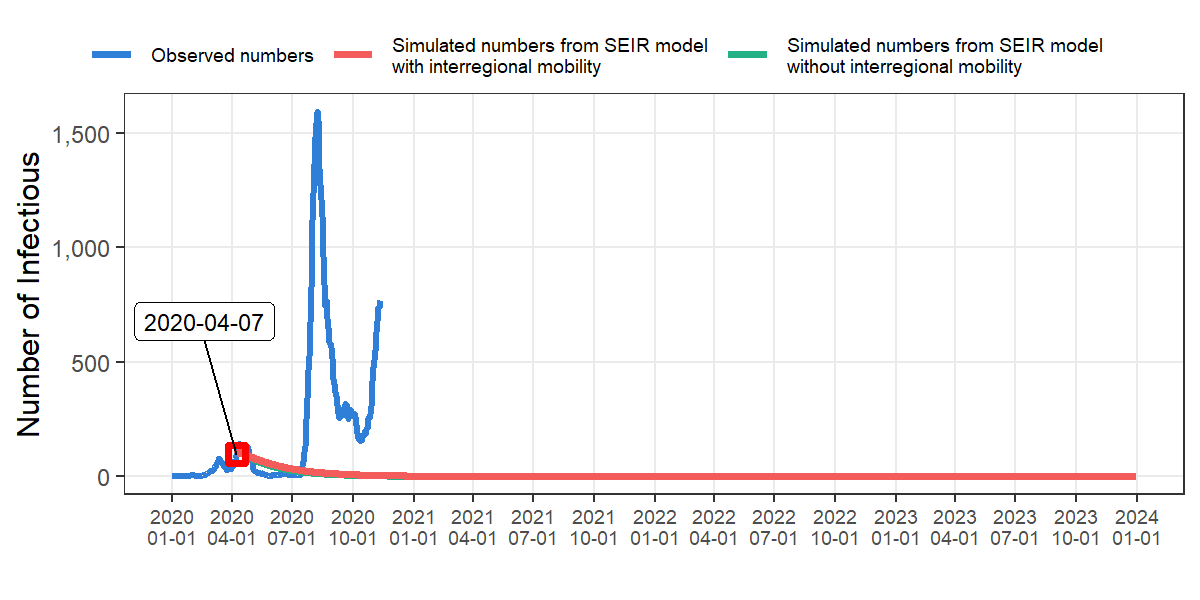 Observed numbers
Simulated numbers from SEIR model
with interregional mobility
Simulated numbers from SEIR model
without interregional mobility
Number of Infectious
1,500
1,000
500
0
2020-04-07
2020 2020 2020 2020 2021 2021 2021 2021 2022 2022 2022 2022 2023 2023 2023 2023 2024
01-01 04-01 07-01 10-01 01-01 04-01 07-01 10-01 01-01 04-01 07-01 10-01 01-01 04-01 07-01 10-01 01-01